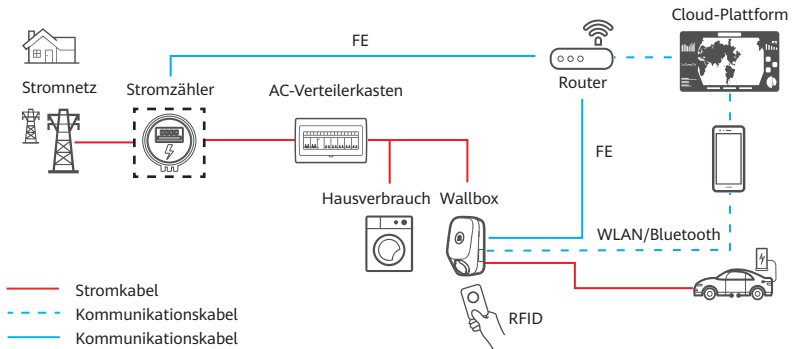 Cloud-Plattform
FE
Stromnetz
Stromzähler
AC-Verteilerkasten
Router
FE
Hausverbrauch
Wallbox
WLAN/Bluetooth
Stromkabel
Kommunikationskabel
RFID
Kommunikationskabel